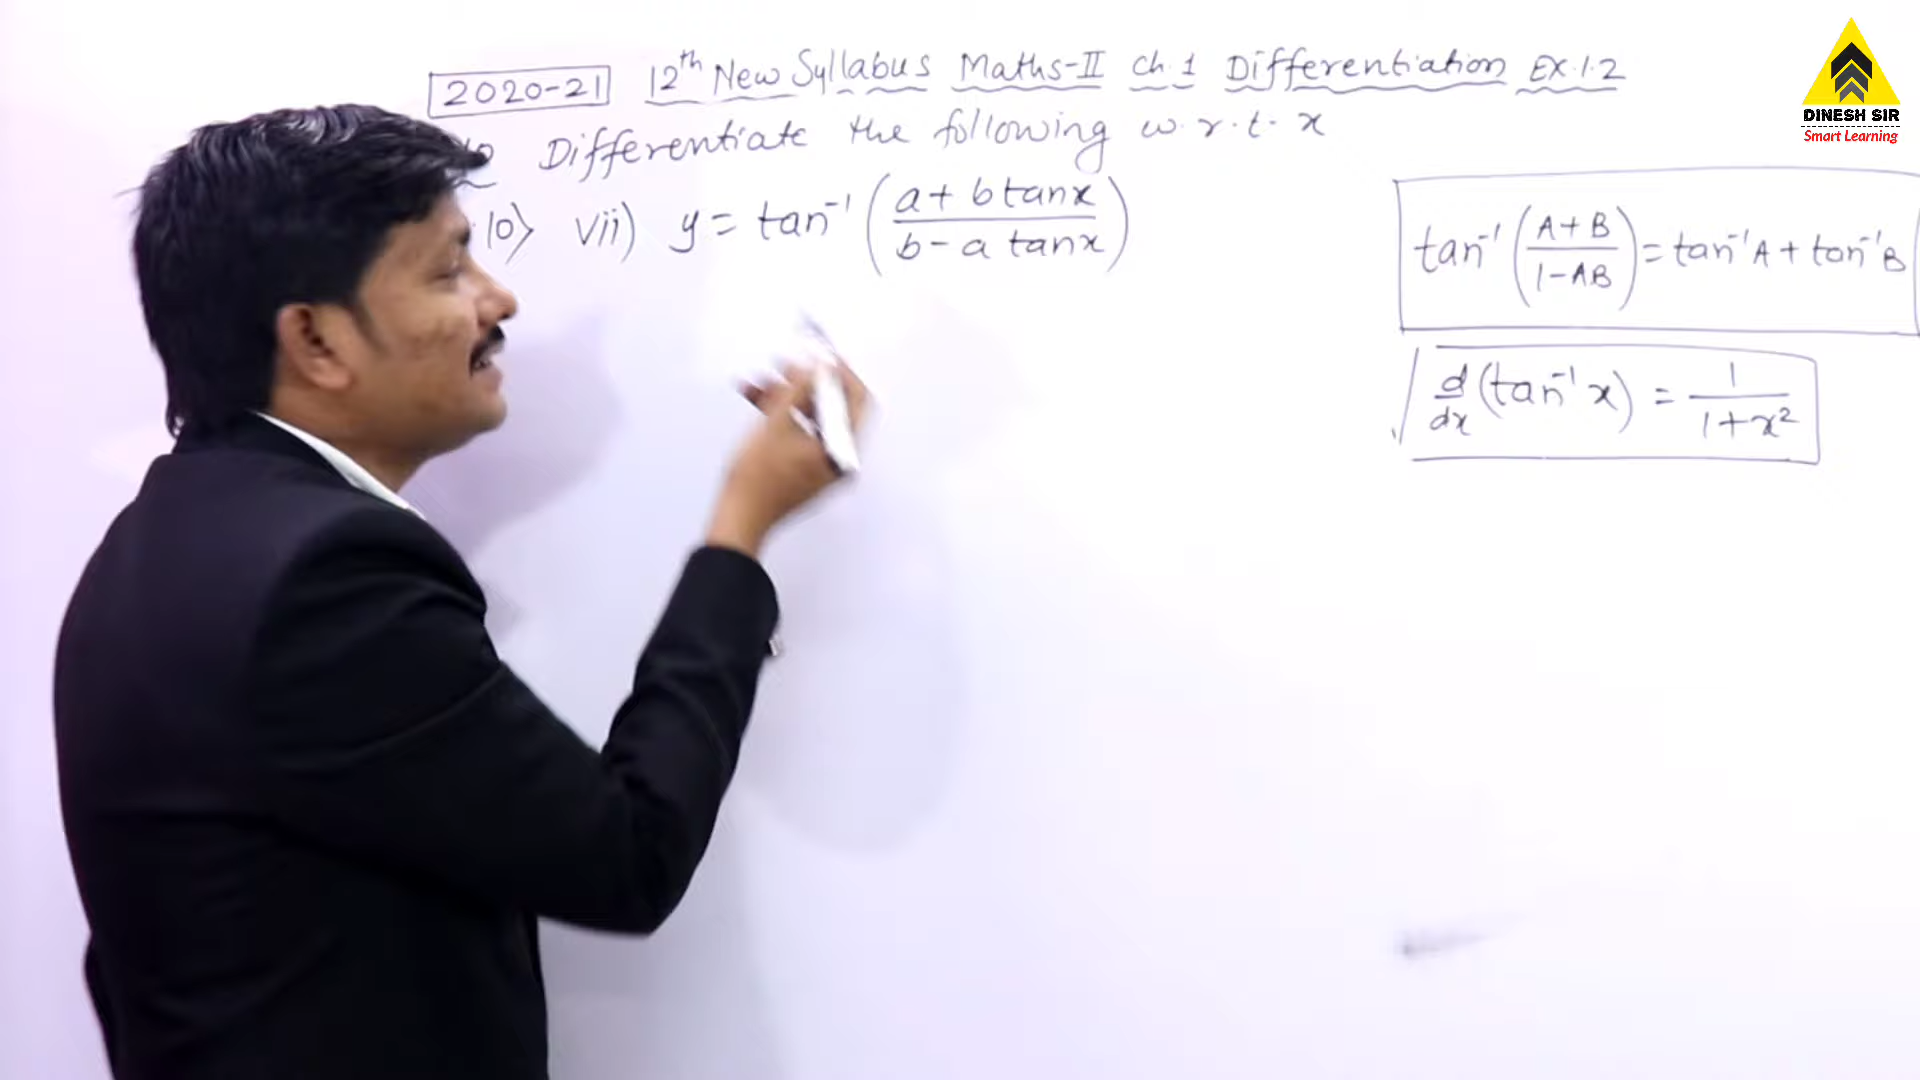 2020-21 12th New Syllabus Maths-II Ch.1 Differentiation Ex.1.2
Differentiate the following w.r.t. x
10> vii) y = tan⁻¹ (a + b tanx / b - a tanx)
tan⁻¹ (A+B / 1-AB) = tan⁻¹A + tan⁻¹B
d/dx (tan⁻¹ x) = 1 / 1+x²
DINESH SIR
Smart Learning